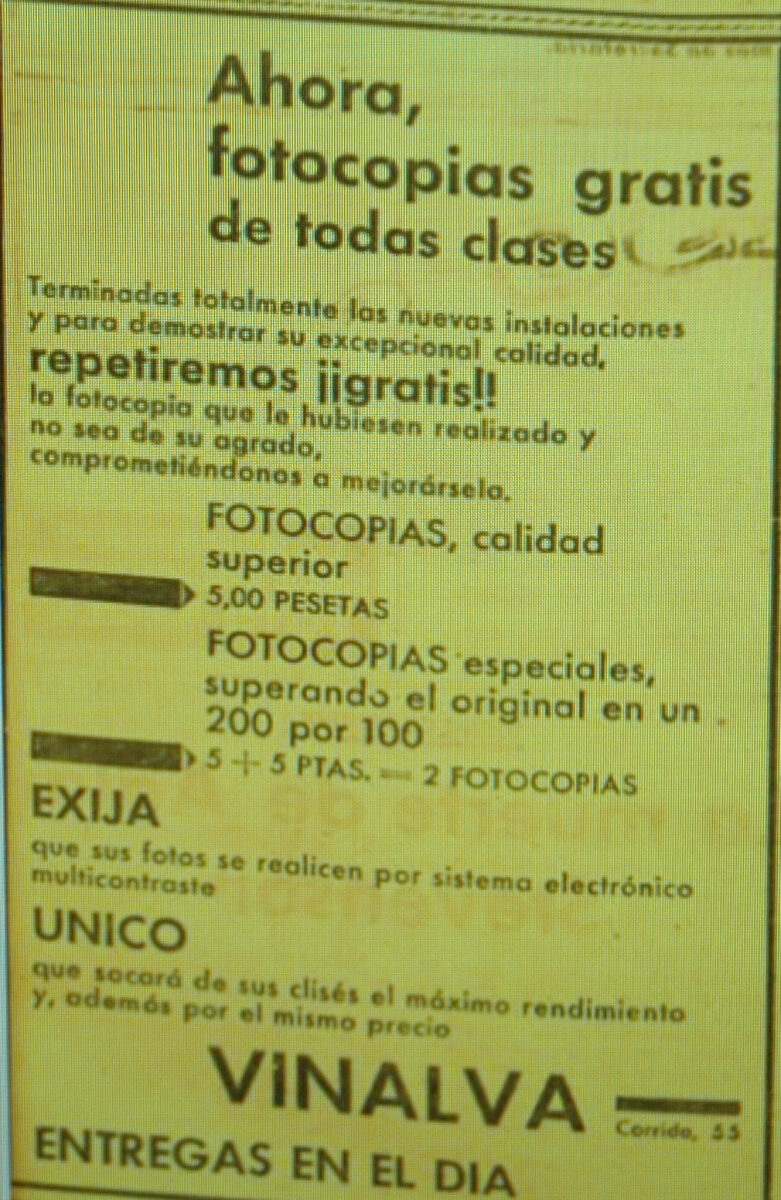 Ahora,
fotocopias gratis
de todas clases
Terminadas totalmente las nuevas instalaciones
y para demostrar su excepcional calidad,
repetiremos ¡¡gratis!!
la fotocopia que le hubiesen realizado y
no sea de su agrado,
comprometiéndonos a mejorársela.
FOTOCOPIAS, calidad
superior
5,00 PESETAS
FOTOCOPIAS especiales,
superando el original en un
200 por 100
5 + 5 PTAS. = 2 FOTOCOPIAS
EXIJA
que sus fotos se realicen por sistema electrónico
multicontraste
UNICO
que sacará de sus clisés el máximo rendimiento
y, además por el mismo precio
VINALVA
Corrida, 55
ENTREGAS EN EL DIA